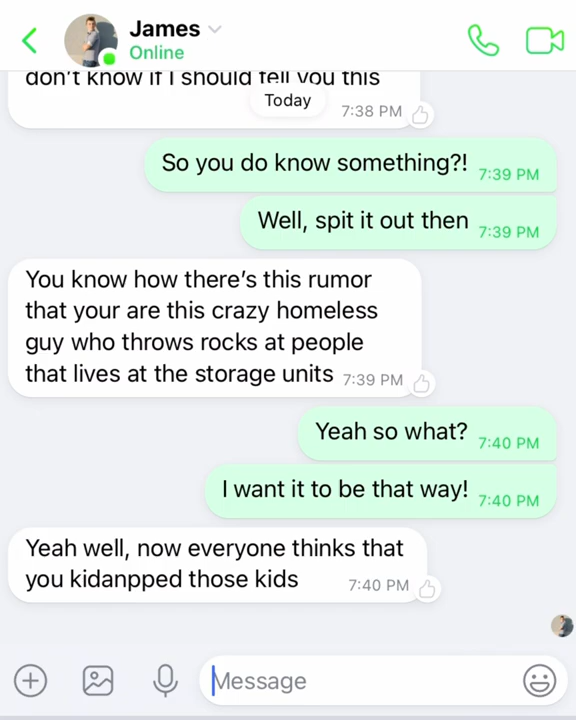 James
Online
don't know if I should tell you this
Today
7:38 PM
So you do know something?! 7:39 PM
Well, spit it out then 7:39 PM
You know how there's this rumor
that your are this crazy homeless
guy who throws rocks at people
that lives at the storage units 7:39 PM
Yeah so what? 7:40 PM
I want it to be that way! 7:40 PM
Yeah well, now everyone thinks that
you kidanpped those kids 7:40 PM
Message